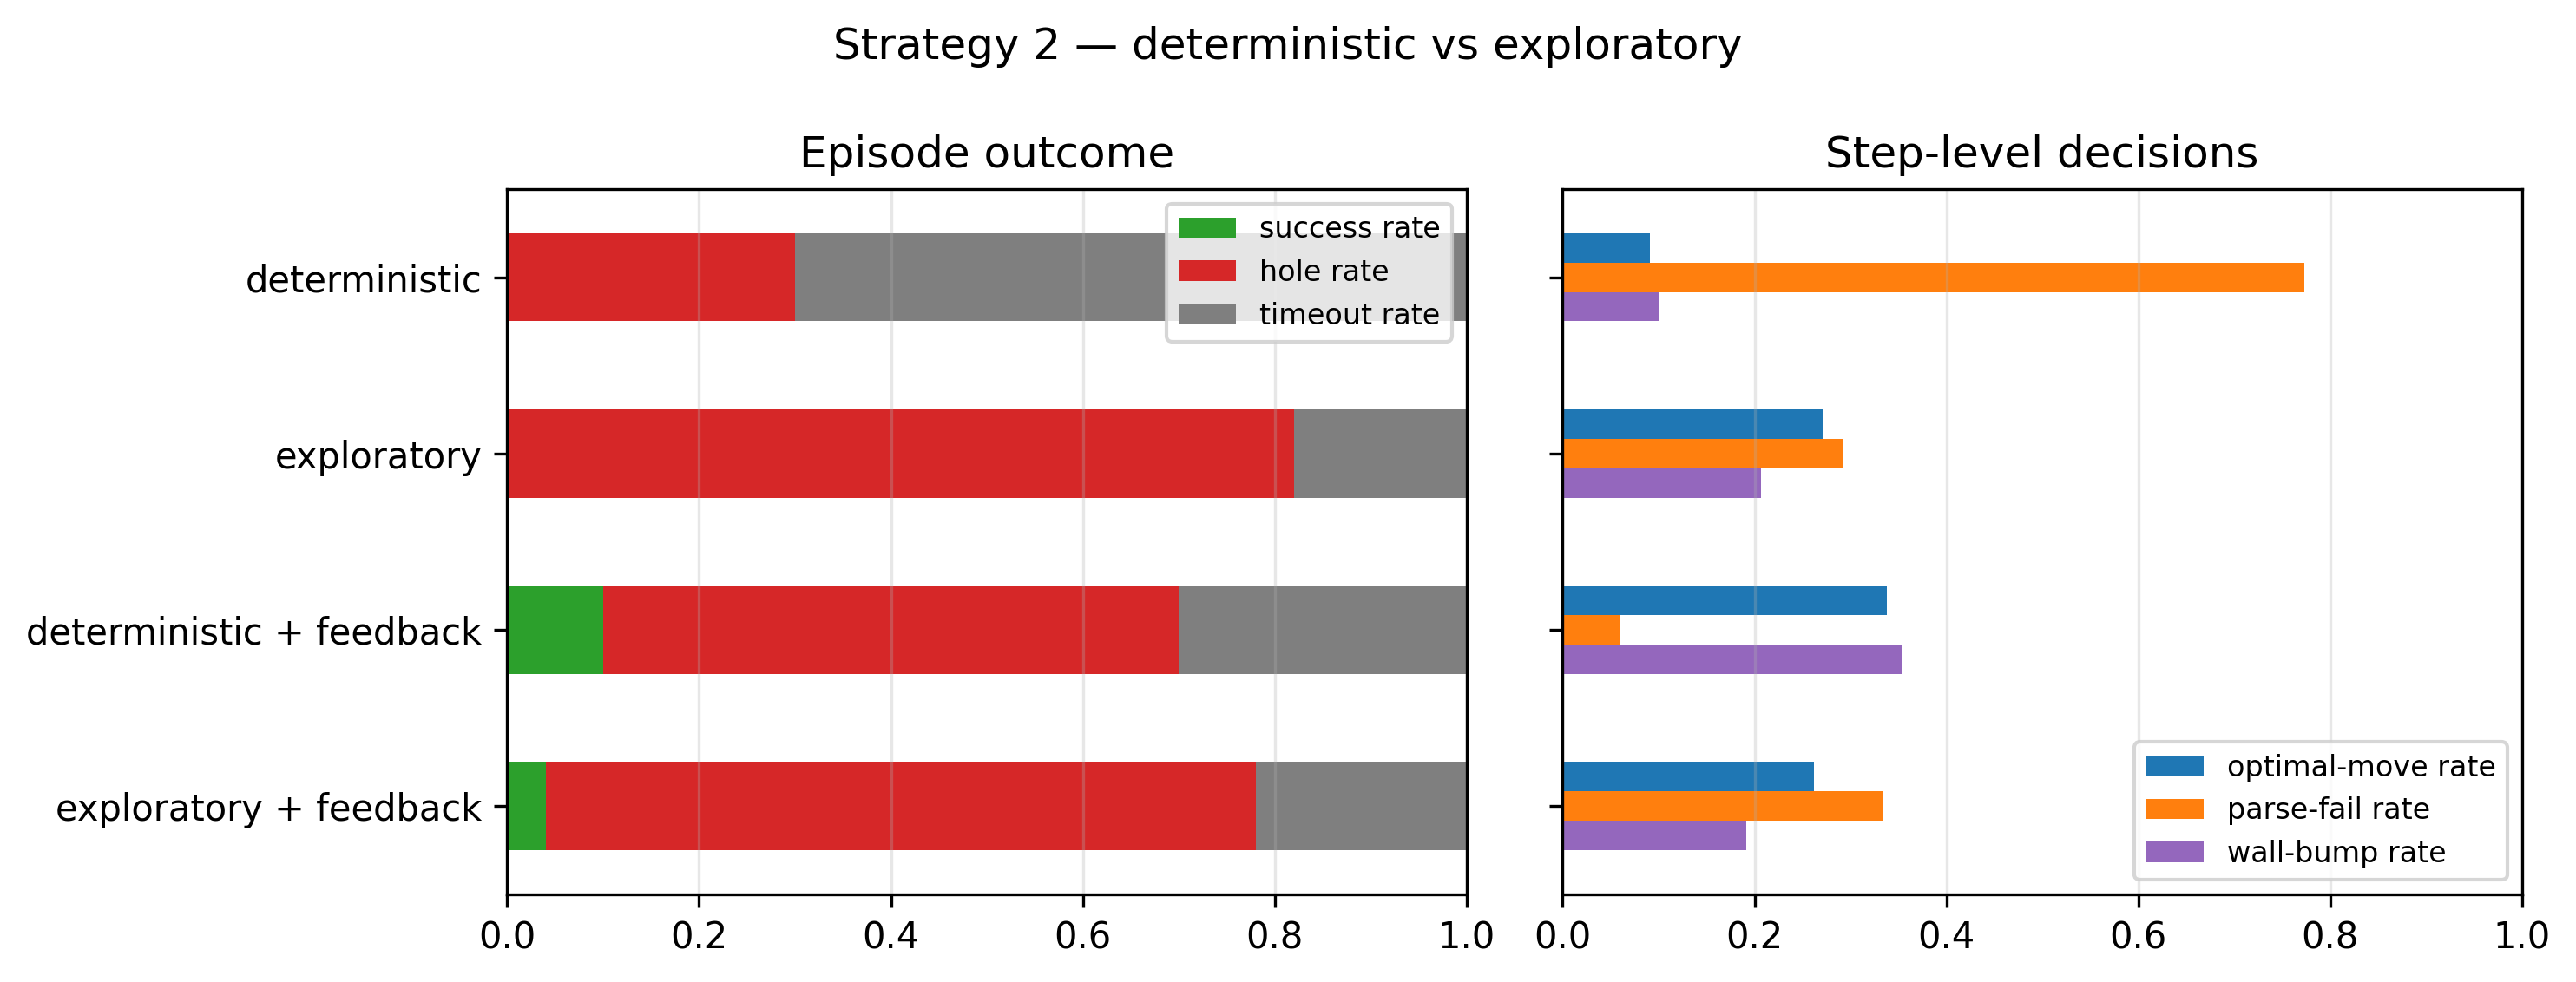 Strategy 2 — deterministic vs exploratory
Episode outcome
Step-level decisions
success rate
hole rate
timeout rate
deterministic
exploratory
deterministic + feedback
exploratory + feedback
optimal-move rate
parse-fail rate
wall-bump rate
0.0 0.2 0.4 0.6 0.8 1.0
0.0 0.2 0.4 0.6 0.8 1.0